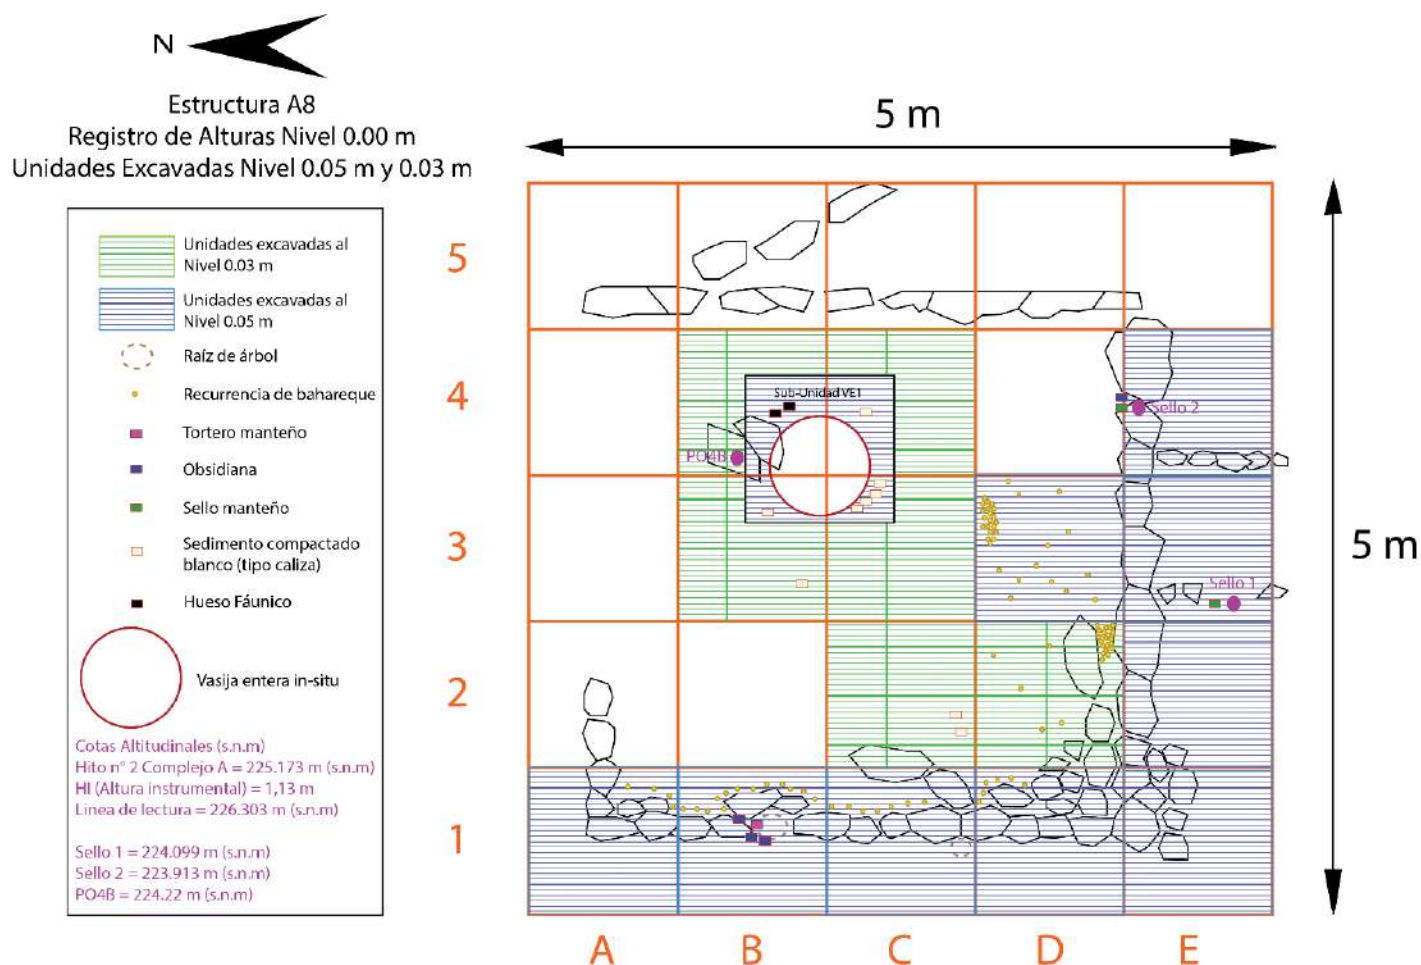 N
Estructura A8
Registro de Alturas Nivel 0.00 m
Unidades Excavadas Nivel 0.05 m y 0.03 m
Unidades excavadas al
Nivel 0.03 m
Unidades excavadas al
Nivel 0.05 m
Raíz de árbol
Recurrencia de bahareque
Tortero manteño
Obsidiana
Sello manteño
Sedimento compactado
blanco (tipo caliza)
Hueso Fáunico
Vasija entera in-situ
Cotas Altitudinales (s.n.m)
Hito n° 2 Complejo A = 225.173 m (s.n.m)
HI (Altura instrumental) = 1,13 m
Linea de lectura = 226.303 m (s.n.m)
Sello 1 = 224.099 m (s.n.m)
Sello 2 = 223.913 m (s.n.m)
PO4B = 224.22 m (s.n.m)
5 m
5
4
Sub-Unidad VE1
Sello 2
PO4B
3
5 m
Sello 1
2
1
A B C D E